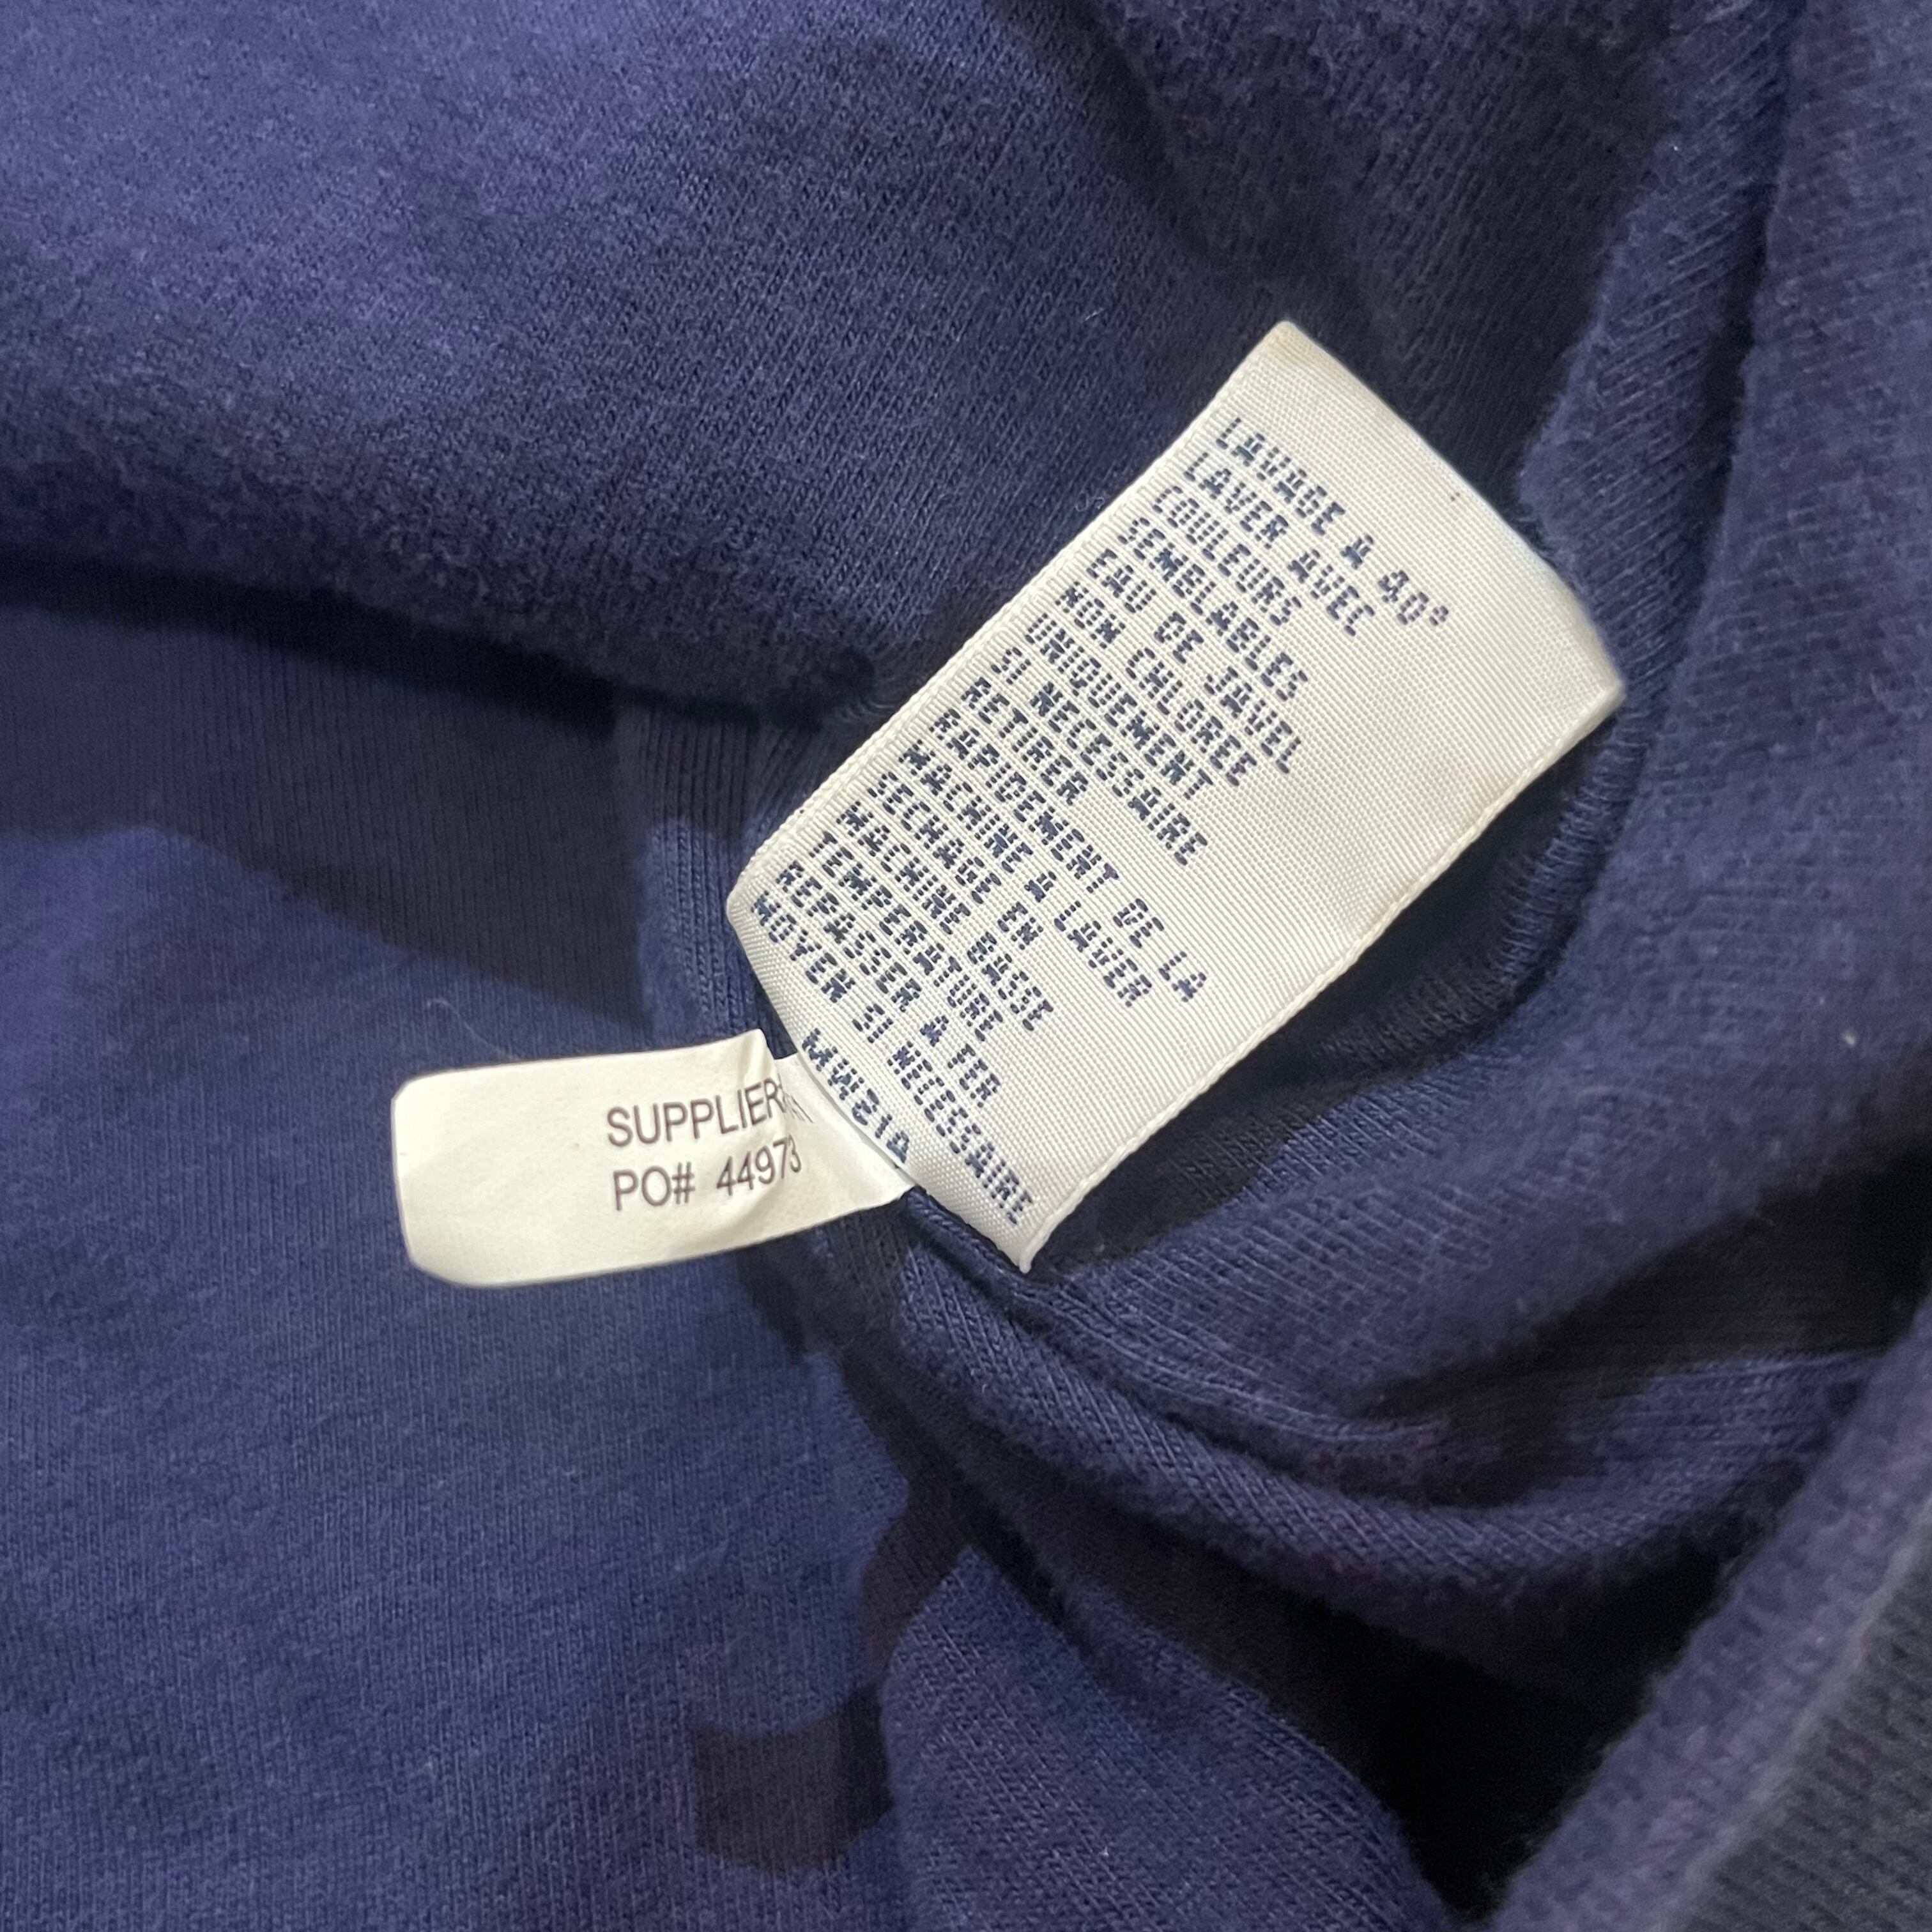 LAVAGE A 40°
LAVER AVEC
COULEURS
SEMBLABLES
EAU DE JAVEL
NON CHLOREE
UNIQUEMENT
SI NECESSAIRE
RETIRER
RAPIDEMENT DE LA
MACHINE A LAVER
SECHAGE EN
MACHINE BASSE
TEMPERATURE
REPASSER A FER
MOYEN SI NECESSAIRE
SUPPLIER
PO# 44973